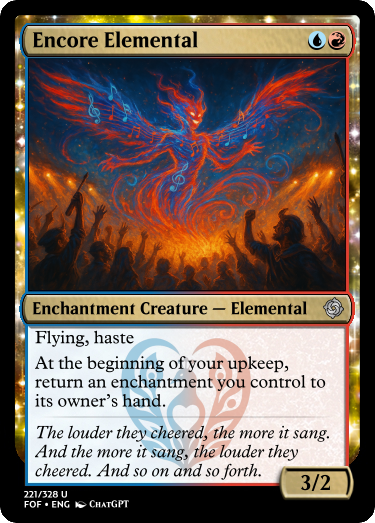 Encore Elemental
Enchantment Creature — Elemental
Flying, haste
At the beginning of your upkeep,
return an enchantment you control to
its owner's hand.
The louder they cheered, the more it sang.
And the more it sang, the louder they
cheered. And so on and so forth.
3/2
221/328 U
FOF • ENG ChatGPT